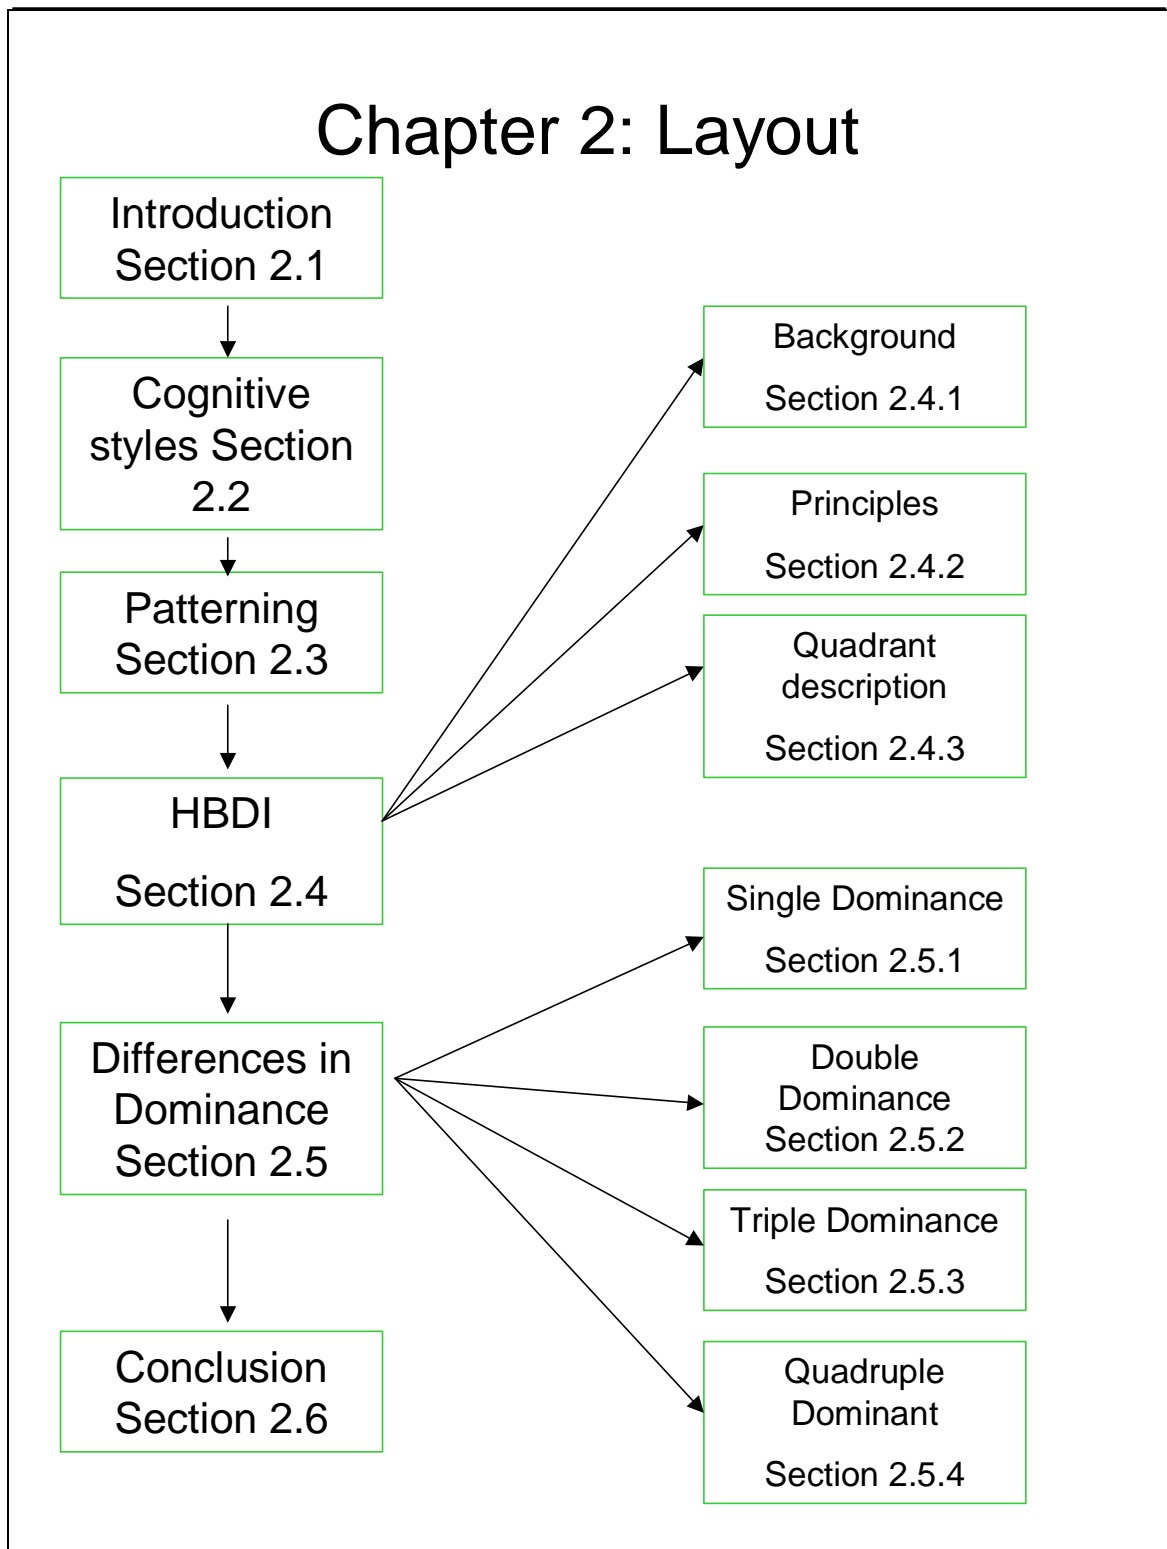 Chapter 2: Layout
Introduction
Section 2.1
Cognitive
styles Section
2.2
Patterning
Section 2.3
HBDI
Section 2.4
Differences in
Dominance
Section 2.5
Conclusion
Section 2.6
Background
Section 2.4.1
Principles
Section 2.4.2
Quadrant
description
Section 2.4.3
Single Dominance
Section 2.5.1
Double
Dominance
Section 2.5.2
Triple Dominance
Section 2.5.3
Quadruple
Dominant
Section 2.5.4